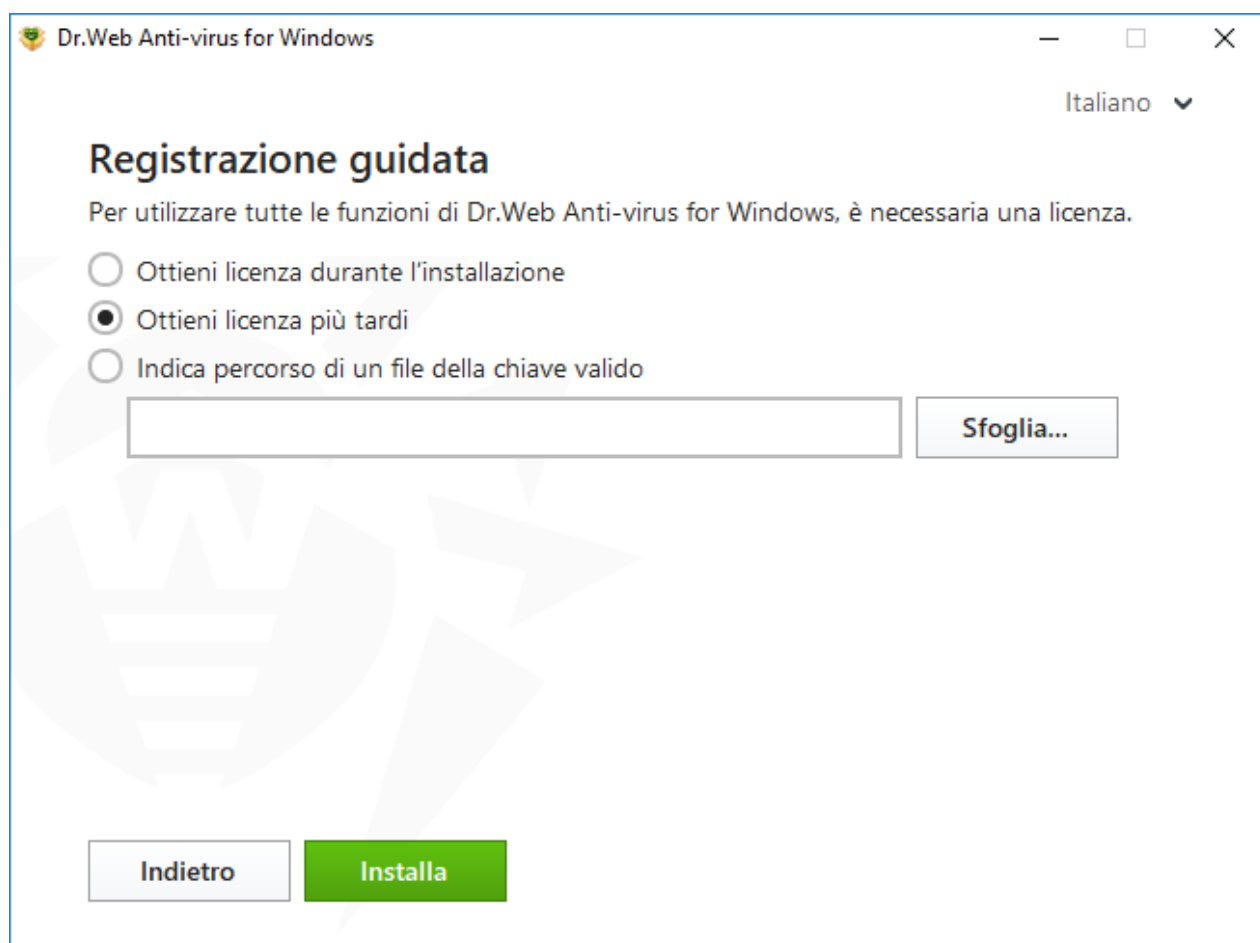 Dr.Web Anti-virus for Windows
Italiano
Registrazione guidata
Per utilizzare tutte le funzioni di Dr.Web Anti-virus for Windows, è necessaria una licenza.
Ottieni licenza durante l'installazione
Ottieni licenza più tardi
Indica percorso di un file della chiave valido
Sfoglia...
Indietro
Installa